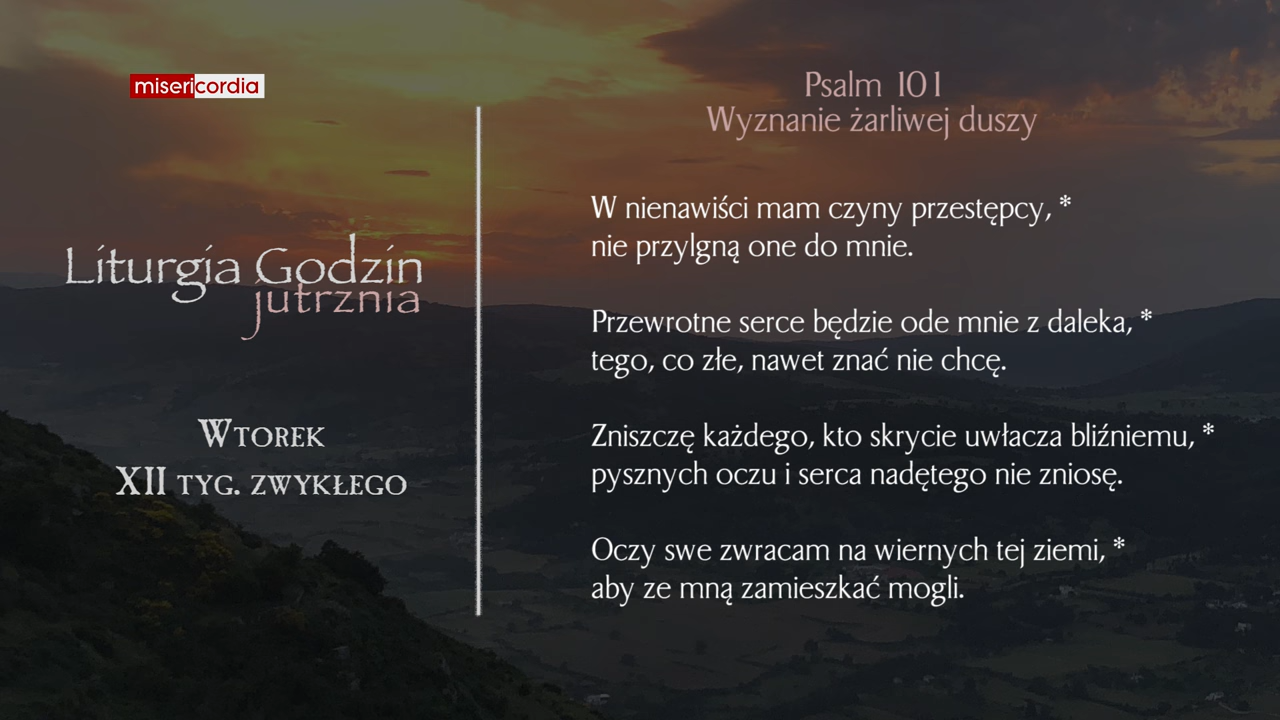 misericordia
Liturgia Godzin
jutrznia
Wtorek
XII tyg. zwykłego
Psalm 101
Wyznanie żarliwej duszy
W nienawiści mam czyny przestępcy, *
nie przylgną one do mnie.
Przewrotne serce będzie ode mnie z daleka, *
tego, co złe, nawet znać nie chcę.
Zniszczę każdego, kto skrycie uwłacza bliźniemu, *
pysznych oczu i serca nadętego nie zniosę.
Oczy swe zwracam na wiernych tej ziemi, *
aby ze mną zamieszkać mogli.